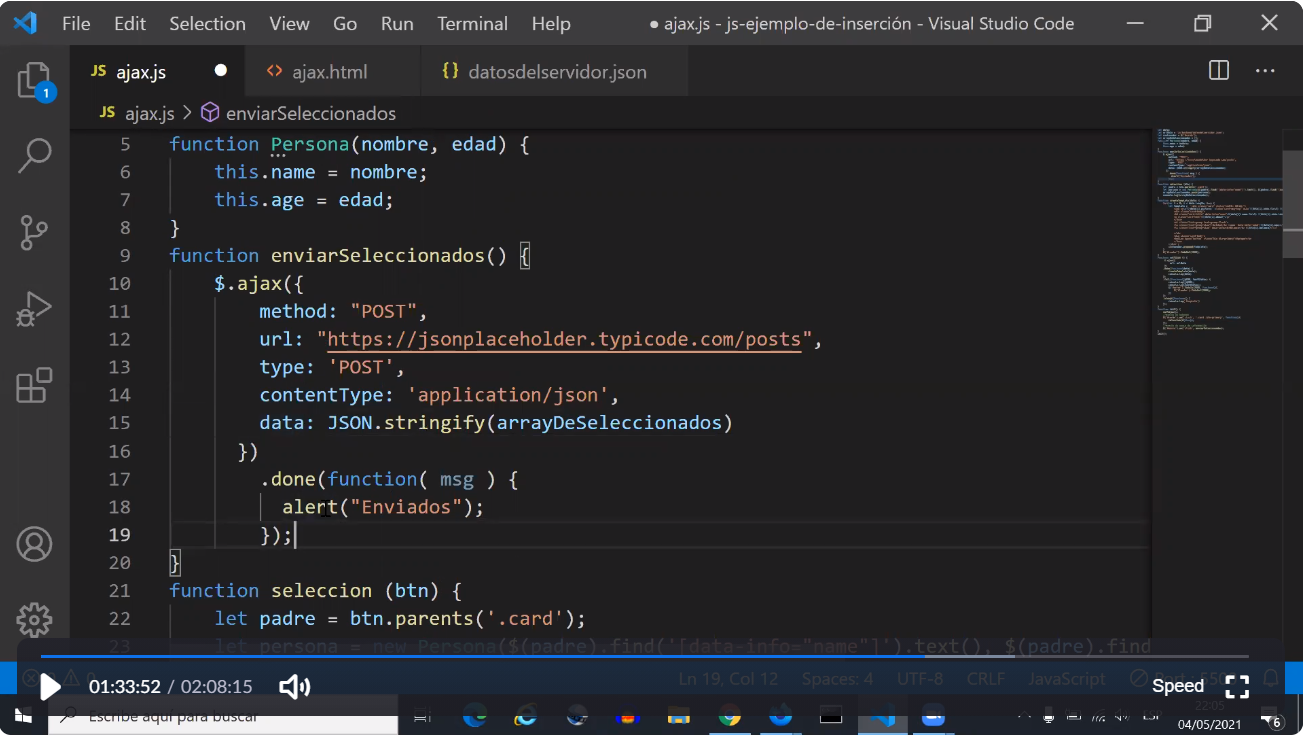 File Edit Selection View Go Run Terminal Help ● ajax.js - js-ejemplo-de-inserción - Visual Studio Code
JS ajax.js ● <> ajax.html {} datosdelservidor.json
1
JS ajax.js > enviarSeleccionados
5 function Persona(nombre, edad) {
6 this.name = nombre;
7 this.age = edad;
8 }
9 function enviarSeleccionados() {
10 $.ajax({
11 method: "POST",
12 url: "https://jsonplaceholder.typicode.com/posts",
13 type: 'POST',
14 contentType: 'application/json',
15 data: JSON.stringify(arrayDeSeleccionados)
16 })
17 .done(function( msg ) {
18 alert("Enviados");
19 });
20 }
21 function seleccion (btn) {
22 let padre = btn.parents('.card');
23 let persona = new Persona($(padre).find('[data-info="name"]').text(), $(padre).find
Ln 19, Col 12 Spaces: 4 UTF-8 CRLF JavaScript
01:33:52 / 02:08:15 Speed
Escribe aquí para buscar
ESP 22:05
04/05/2021 6